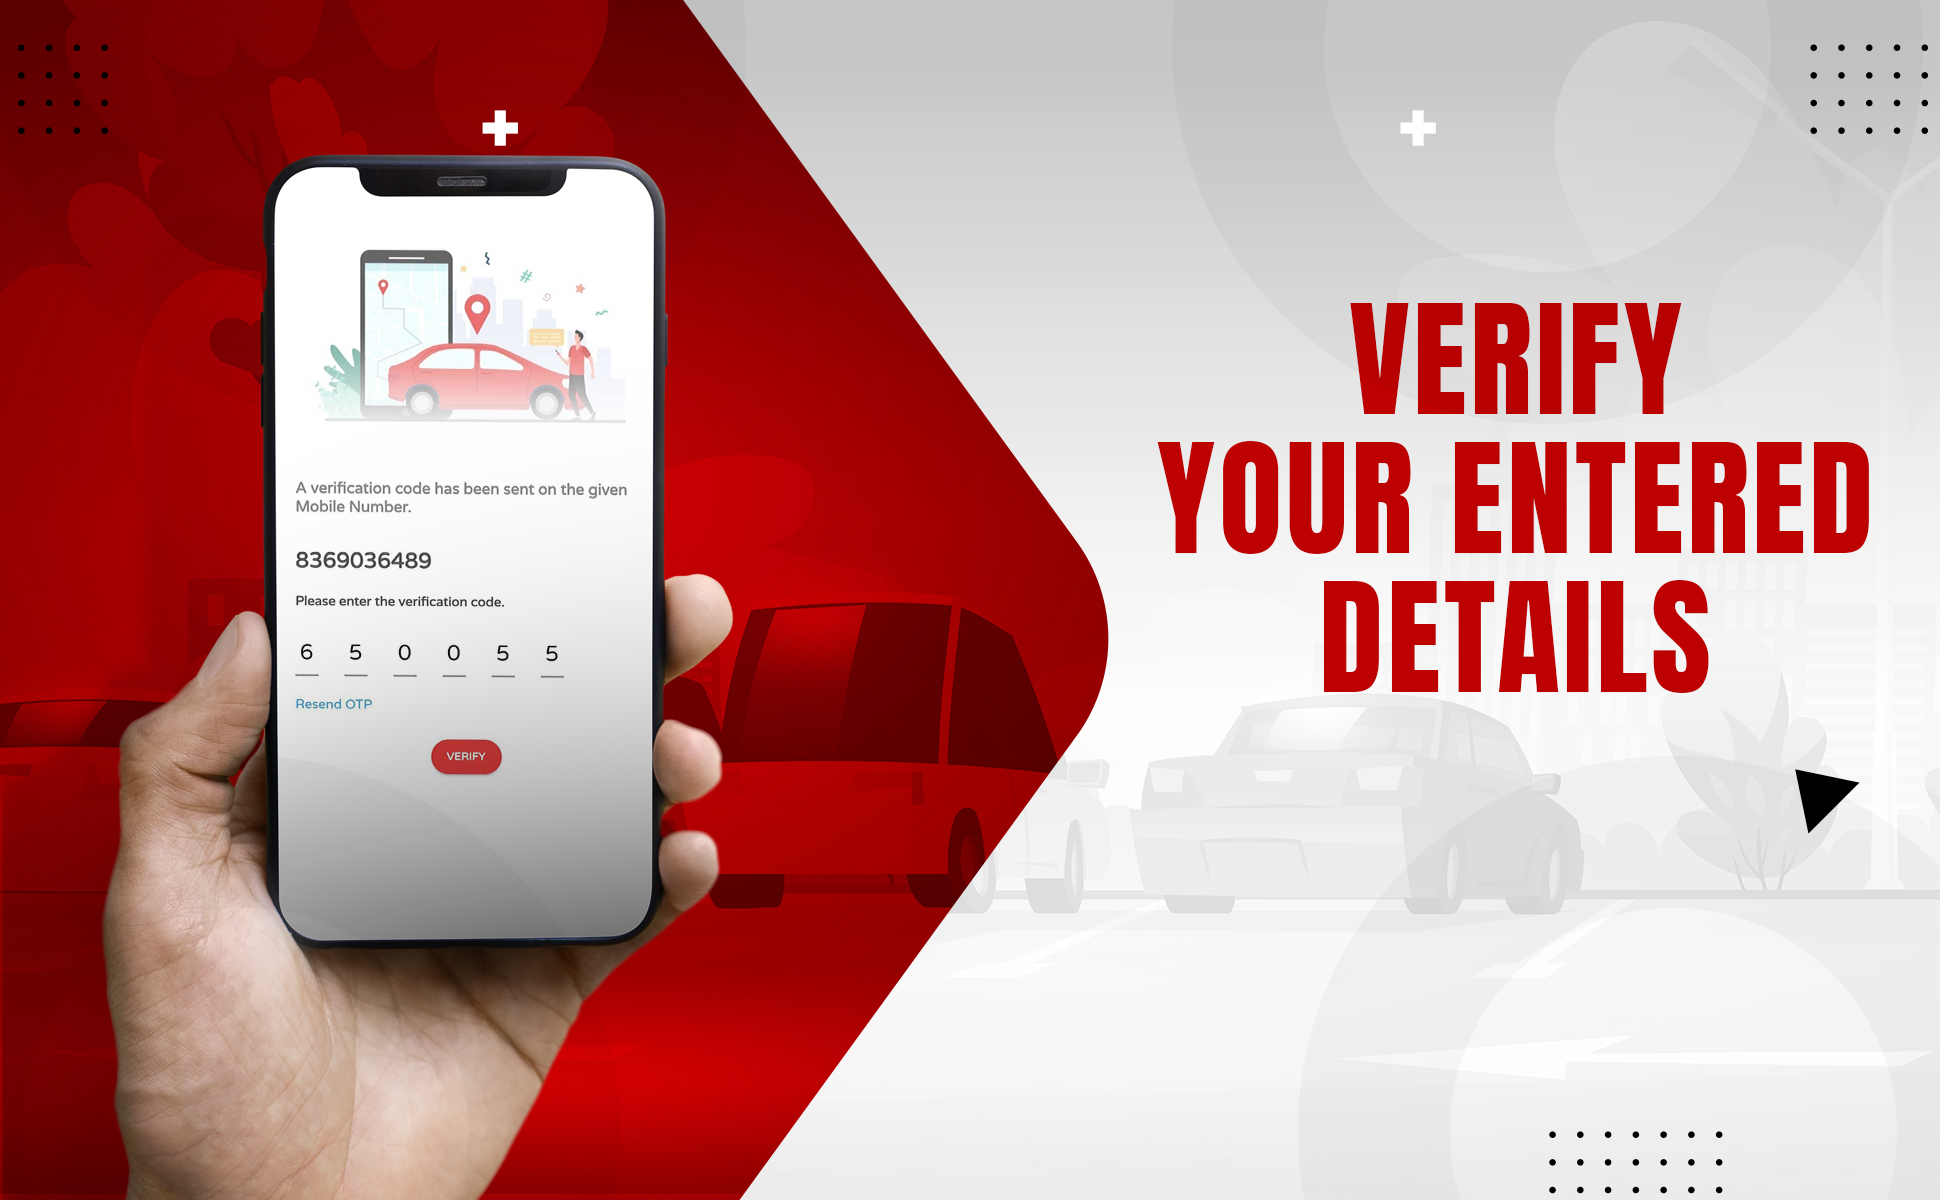 A verification code has been sent on the given
Mobile Number.
8369036489
Please enter the verification code.
6 5 0 0 5 5
Resend OTP
VERIFY
VERIFY
YOUR ENTERED
DETAILS